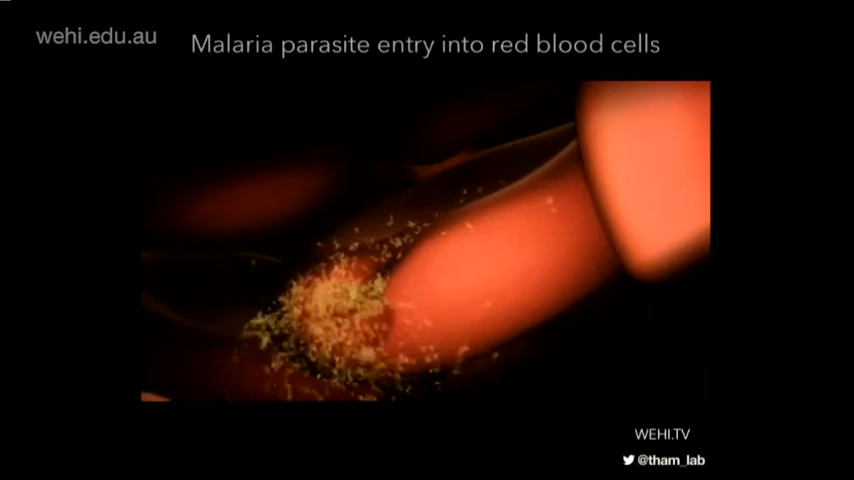 wehi.edu.au
Malaria parasite entry into red blood cells
WEHI.TV
@tham_lab